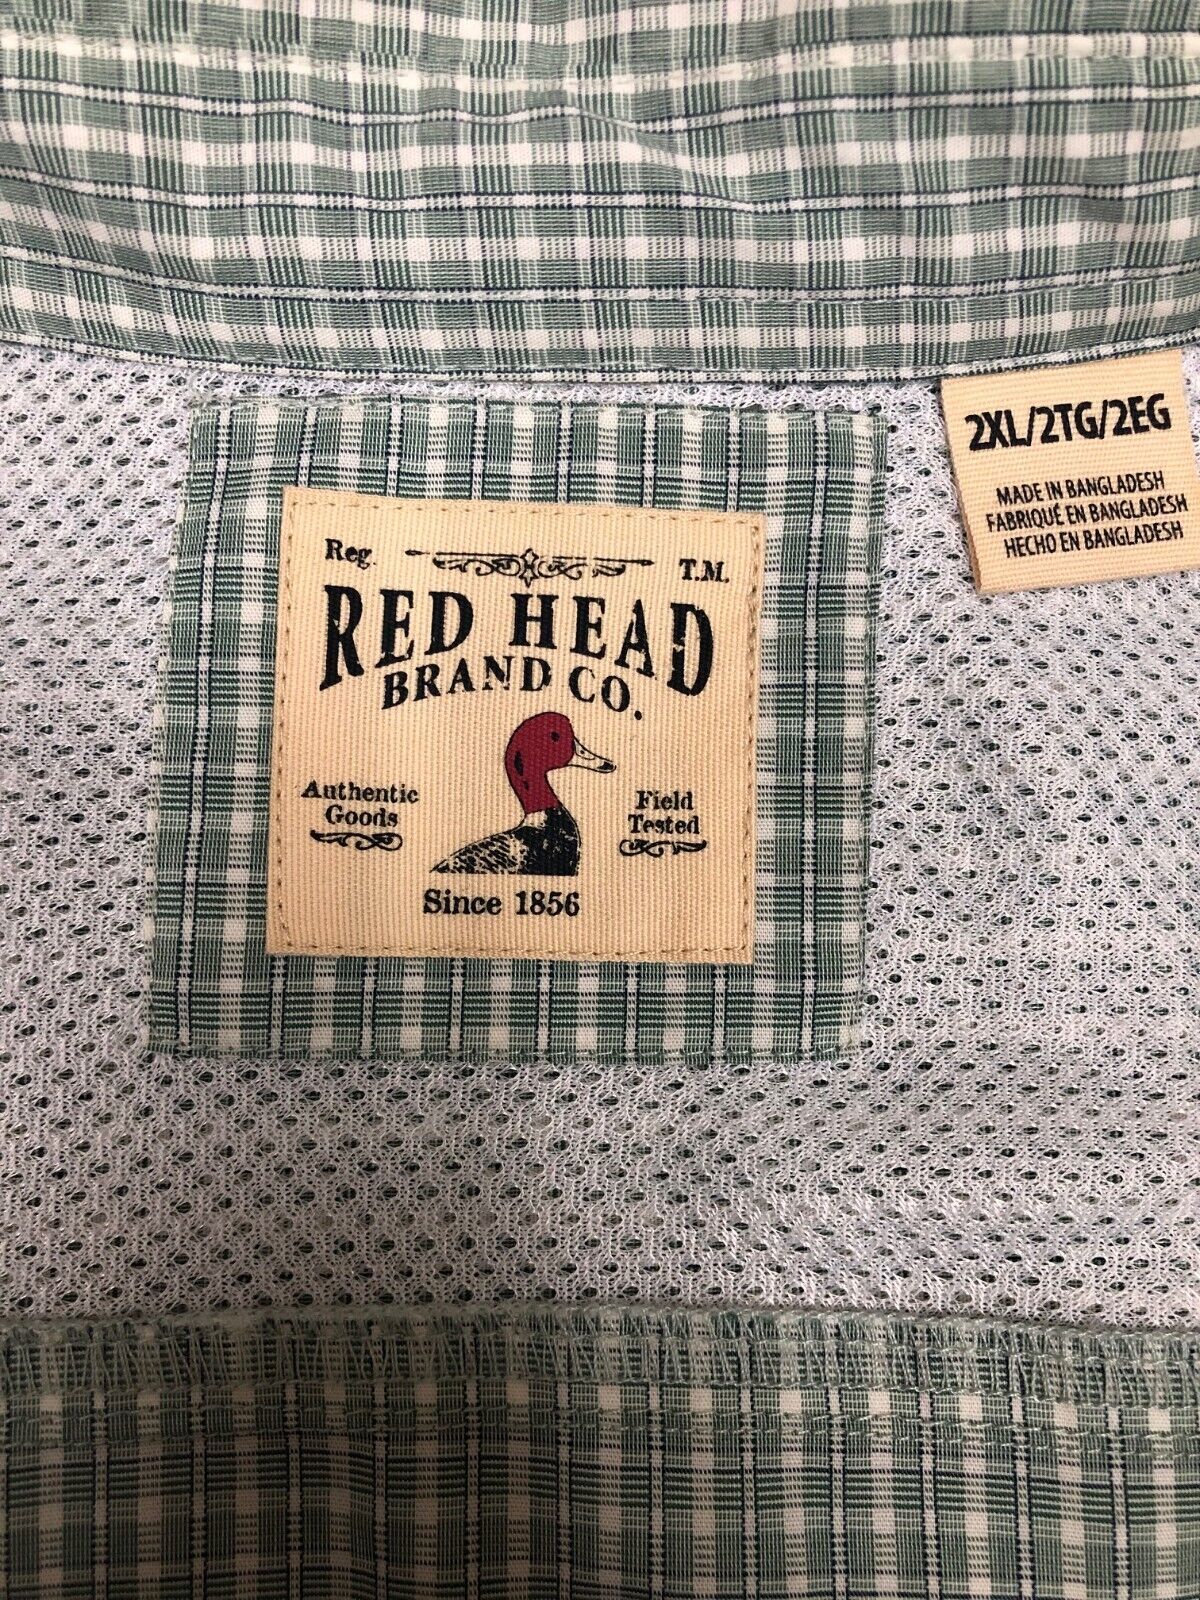 2XL/2TG/2EG
MADE IN BANGLADESH
FABRIQUÉ EN BANGLADESH
HECHO EN BANGLADESH
Reg. T.M.
RED HEAD
BRAND CO.
Authentic
Goods
Field
Tested
Since 1856